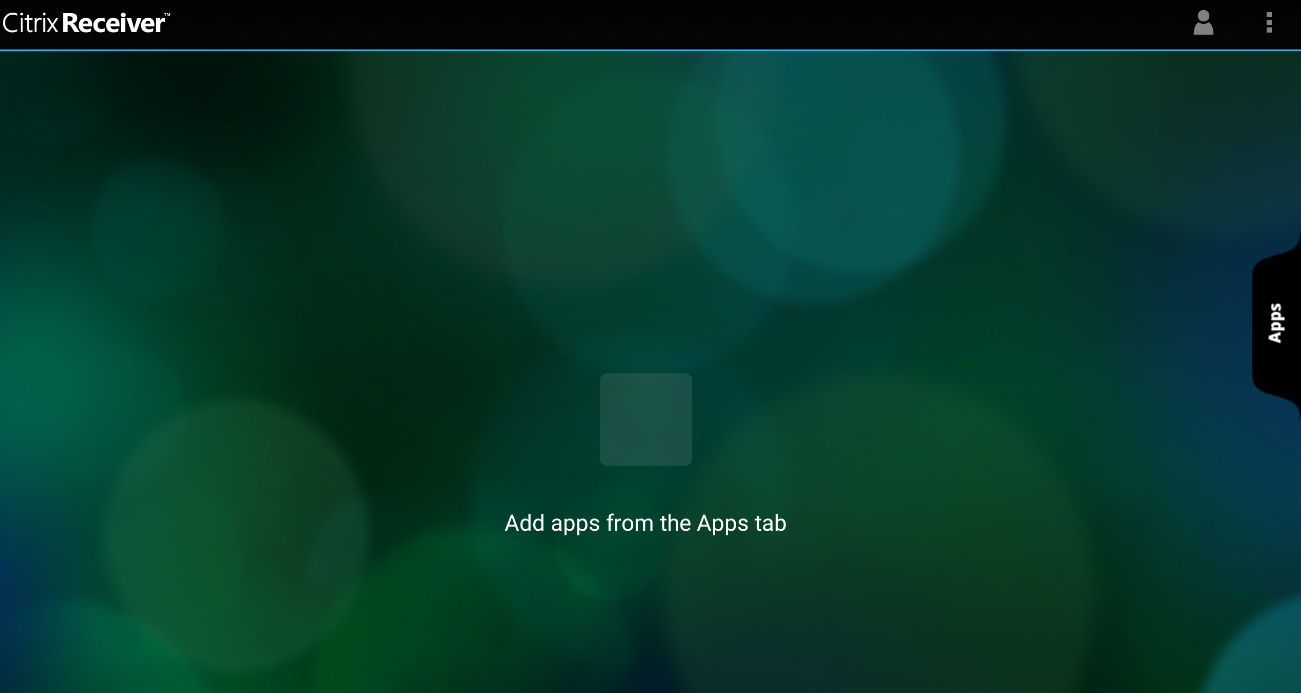 Citrix Receiver™
Apps
Add apps from the Apps tab